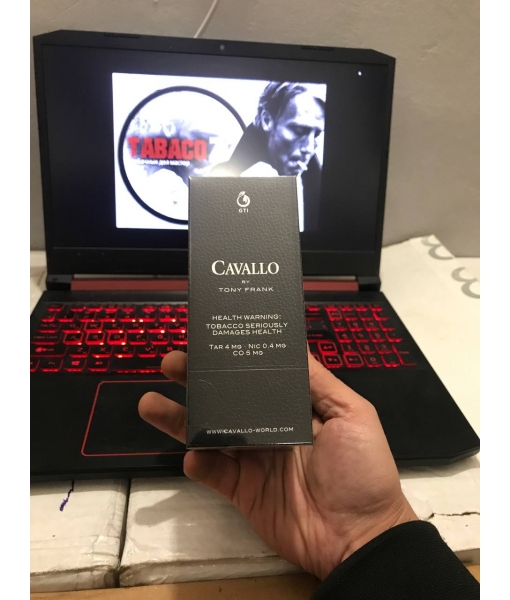 TABACO
GTI
CAVALLO
BY
TONY FRANK
HEALTH WARNING:
TOBACCO SERIOUSLY
DAMAGES HEALTH
TAR 4 MG · NIC 0.4 MG
CO 5 MG
WWW.CAVALLO-WORLD.COM